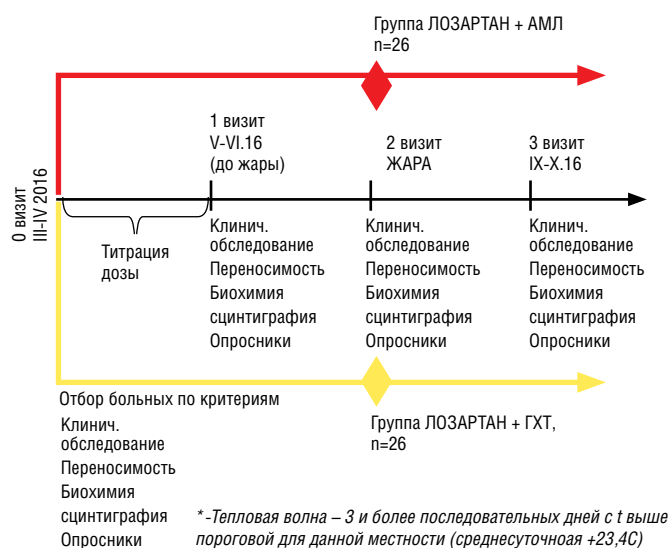 Группа ЛОЗАРТАН + АМЛ
n=26
0 визит
III-IV 2016
1 визит
V-VI.16
(до жары)
2 визит
ЖАРА
3 визит
IX-X.16
Титрация
дозы
Клинич.
обследование
Переносимость
Биохимия
сцинтиграфия
Опросники
Клинич.
обследование
Переносимость
Биохимия
сцинтиграфия
Опросники
Клинич.
обследование
Переносимость
Биохимия
сцинтиграфия
Опросники
Отбор больных по критериям
Клинич.
обследование
Переносимость
Биохимия
сцинтиграфия
Опросники
Группа ЛОЗАРТАН + ГХТ,
n=26
*-Тепловая волна – 3 и более последовательных дней с t выше
пороговой для данной местности (среднесуточноая +23,4С)